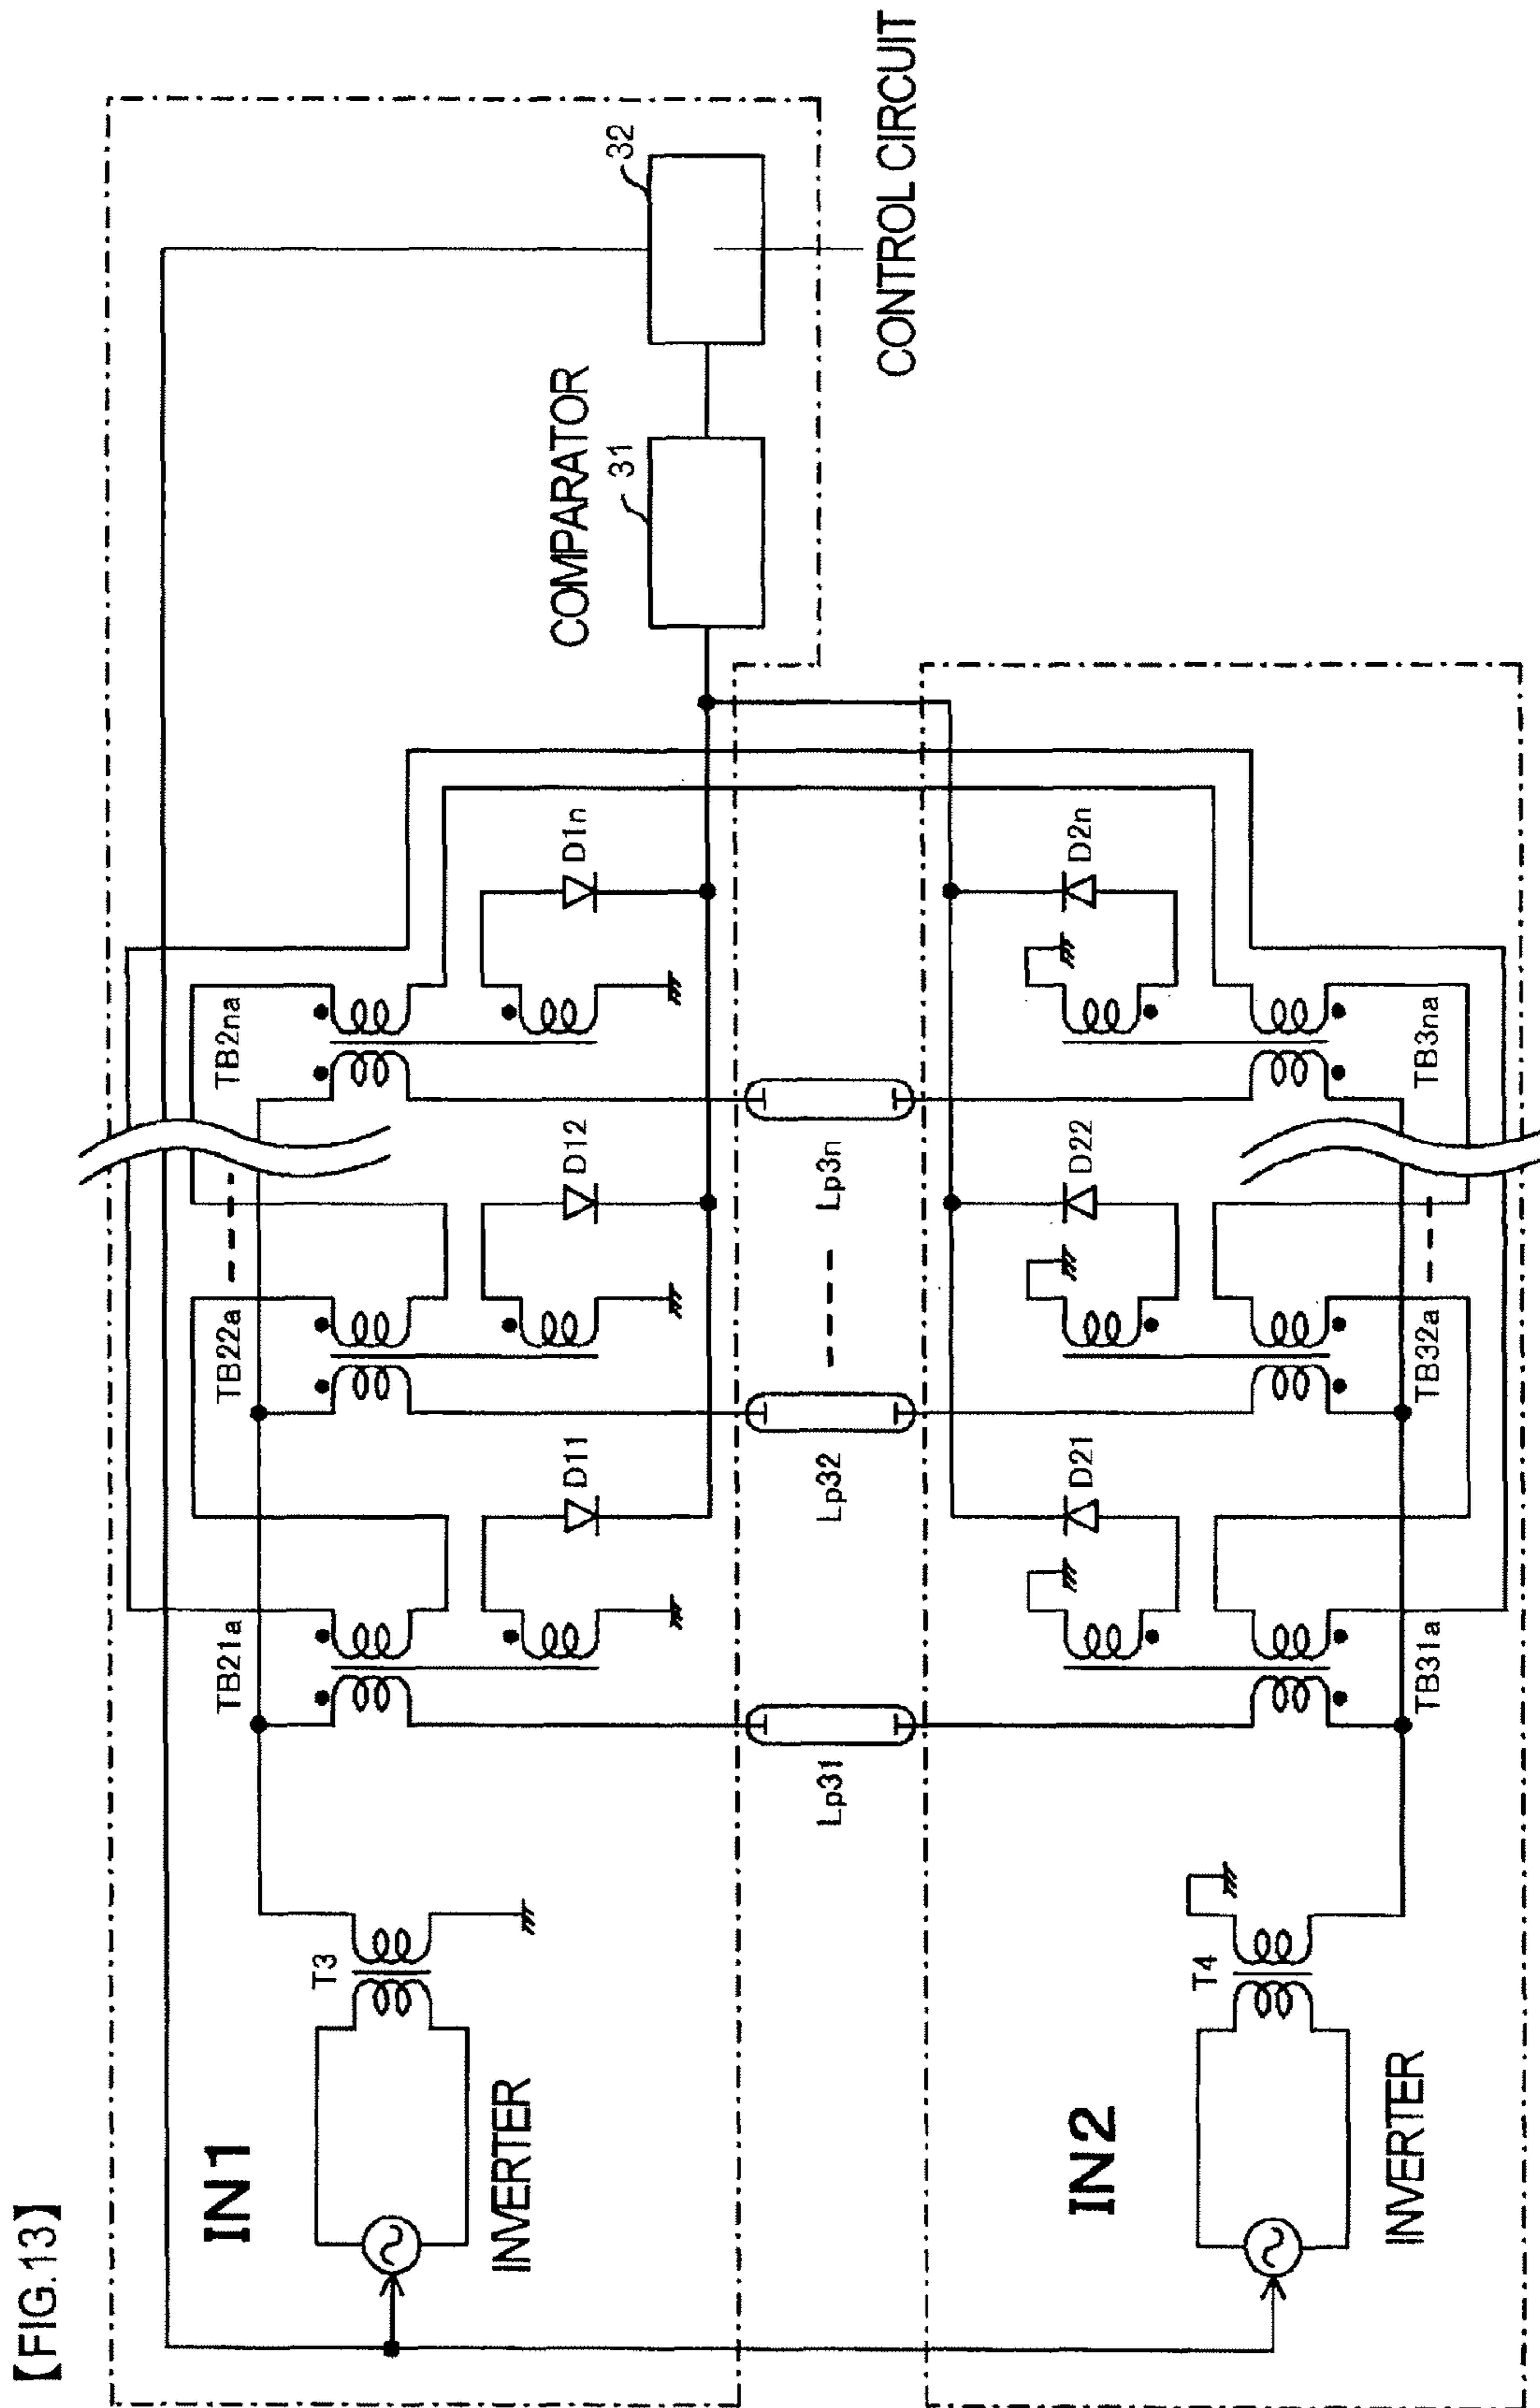 【FIG.13】
IN1
INVERTER
T3
TB21a
TB22a
TB2na
D11
D12
D1n
COMPARATOR
31
32
CONTROL CIRCUIT
Lp31
Lp32
Lp3n
IN2
INVERTER
T4
D21
D22
D2n
TB31a
TB32a
TB3na